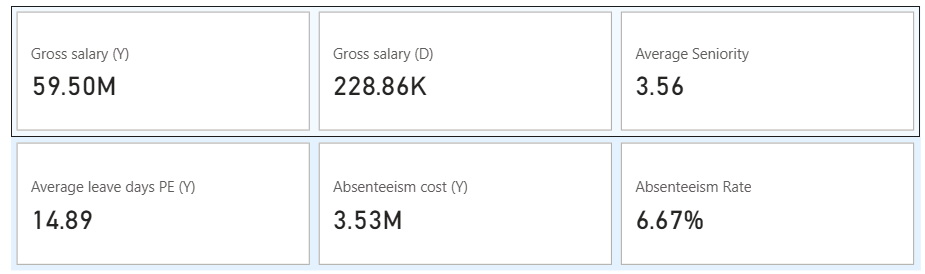 Gross salary (Y)
59.50M
Gross salary (D)
228.86K
Average Seniority
3.56
Average leave days PE (Y)
14.89
Absenteeism cost (Y)
3.53M
Absenteeism Rate
6.67%